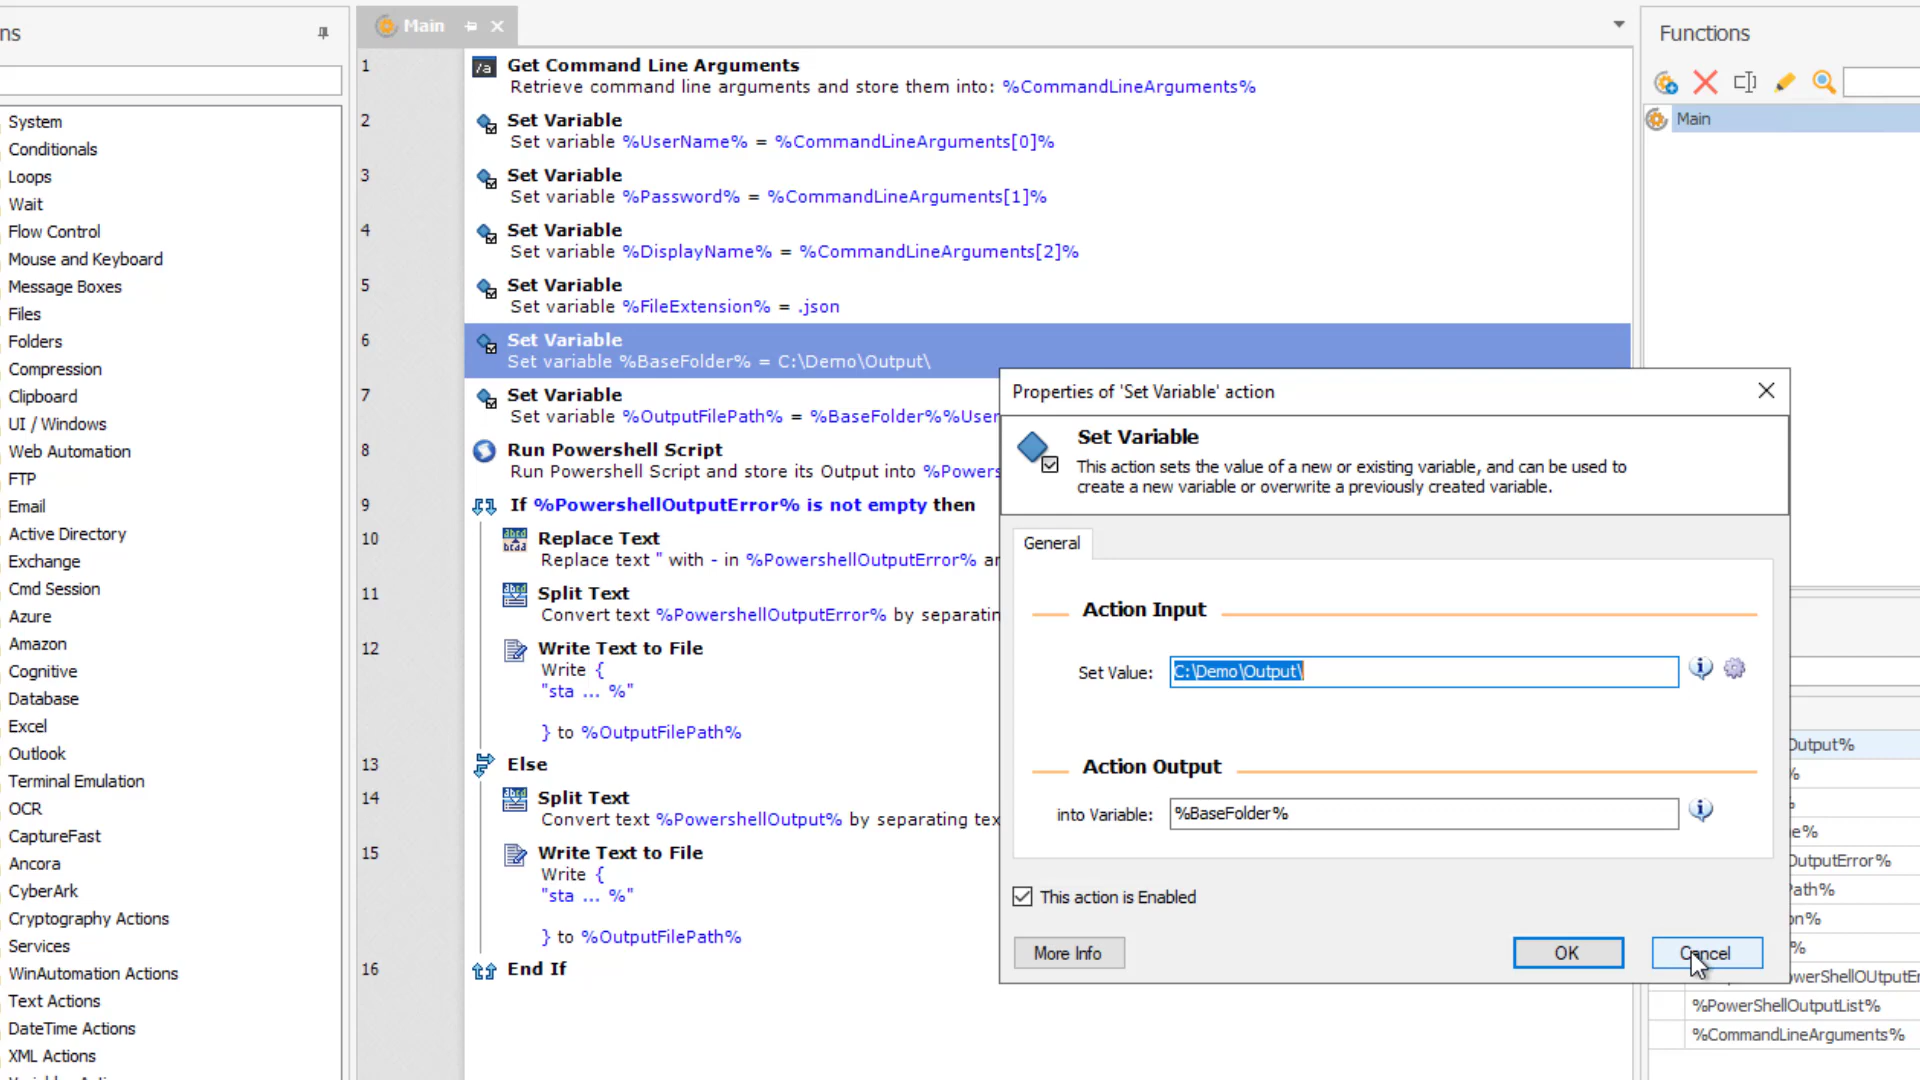 ns
System
Conditionals
Loops
Wait
Flow Control
Mouse and Keyboard
Message Boxes
Files
Folders
Compression
Clipboard
UI / Windows
Web Automation
FTP
Email
Active Directory
Exchange
Cmd Session
Azure
Amazon
Cognitive
Database
Excel
Outlook
Terminal Emulation
OCR
CaptureFast
Ancora
CyberArk
Cryptography Actions
Services
WinAutomation Actions
Text Actions
DateTime Actions
XML Actions
Main
1 Get Command Line Arguments
Retrieve command line arguments and store them into: %CommandLineArguments%
2 Set Variable
Set variable %UserName% = %CommandLineArguments[0]%
3 Set Variable
Set variable %Password% = %CommandLineArguments[1]%
4 Set Variable
Set variable %DisplayName% = %CommandLineArguments[2]%
5 Set Variable
Set variable %FileExtension% = .json
6 Set Variable
Set variable %BaseFolder% = C:\Demo\Output\
7 Set Variable
Set variable %OutputFilePath% = %BaseFolder%%User
8 Run Powershell Script
Run Powershell Script and store its Output into %Powers
9 If %PowershellOutputError% is not empty then
10 Replace Text
Replace text " with - in %PowershellOutputError% an
11 Split Text
Convert text %PowershellOutputError% by separatin
12 Write Text to File
Write {
"sta ... %"
} to %OutputFilePath%
13 Else
14 Split Text
Convert text %PowershellOutput% by separating tex
15 Write Text to File
Write {
"sta ... %"
} to %OutputFilePath%
16 End If
Properties of 'Set Variable' action
Set Variable
This action sets the value of a new or existing variable, and can be used to
create a new variable or overwrite a previously created variable.
General
Action Input
Set Value: C:\Demo\Output\
Action Output
into Variable: %BaseFolder%
This action is Enabled
More Info
OK
Cancel
Functions
Main
Output%
%
e%
OutputError%
Path%
on%
%
owerShellOUtputEr
%PowerShellOutputList%
%CommandLineArguments%